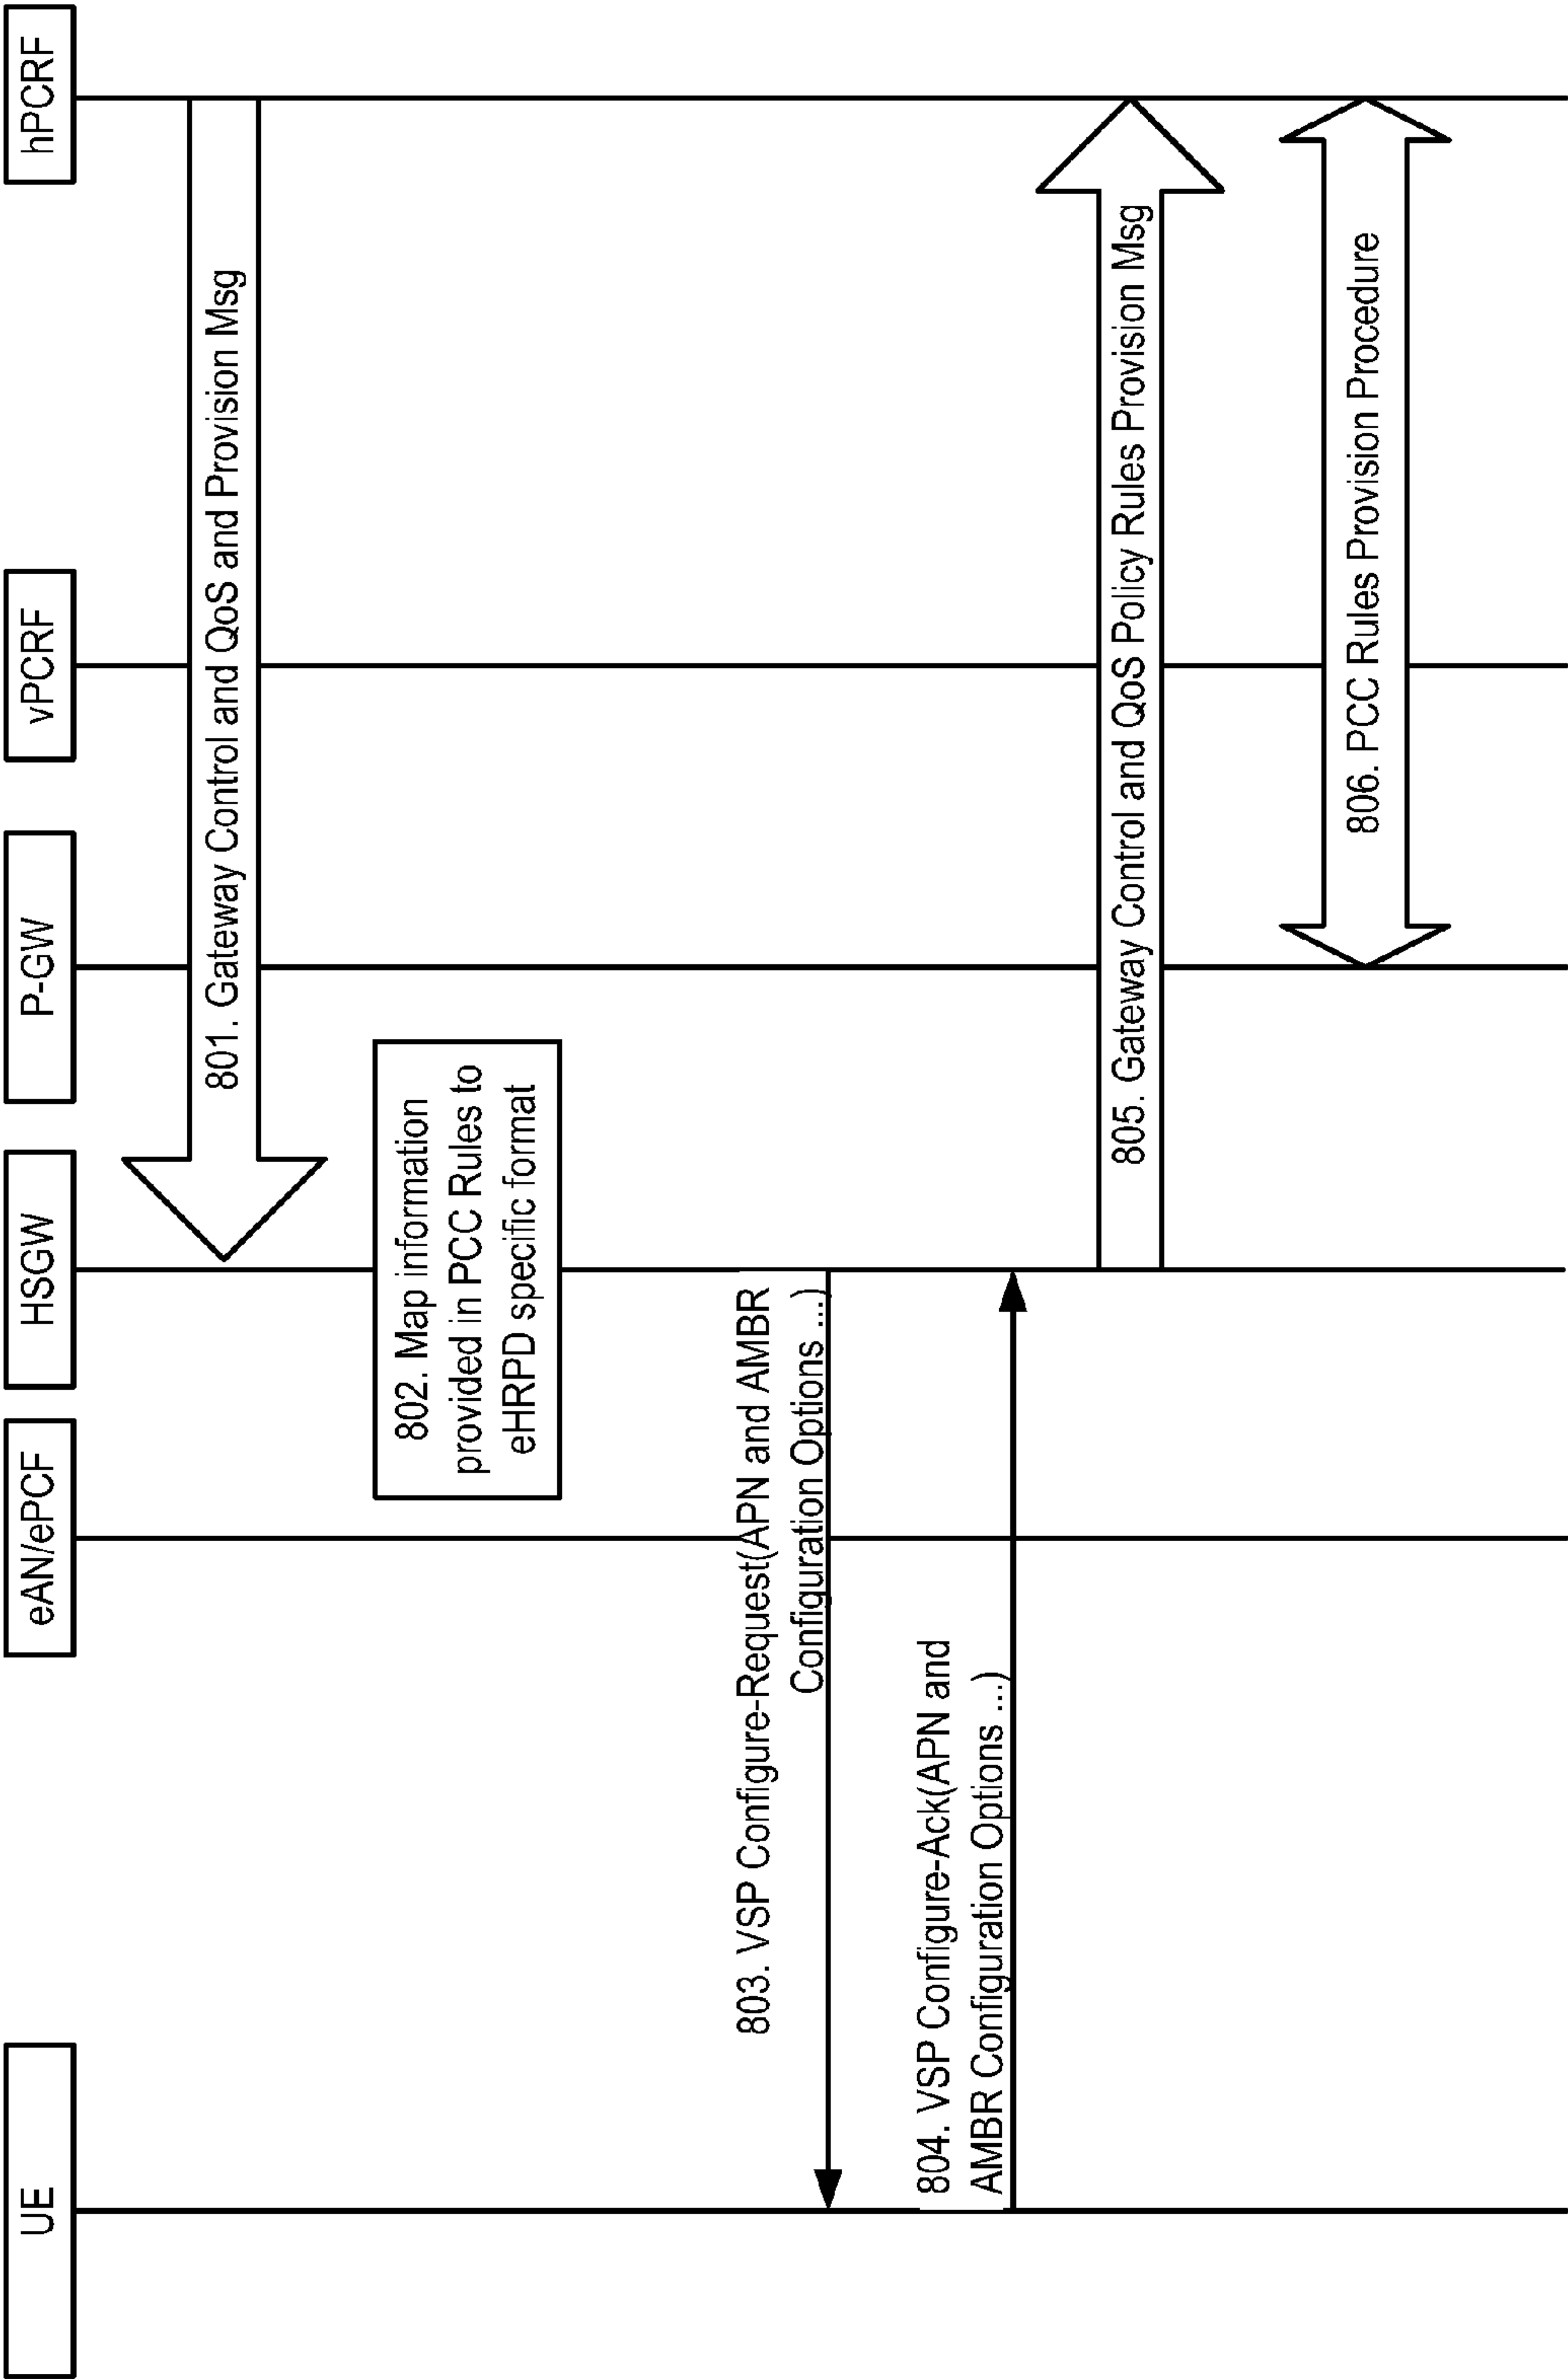 UE
eAN/ePCF
HSGW
P-GW
vPCRF
hPCRF
801. Gateway Control and QoS and Provision Msg
802. Map information
provided in PCC Rules to
eHRPD specific format
803. VSP Configure-Request(APN and AMBR
Configuration Options ...)
804. VSP Configure-Ack(APN and
AMBR Configuration Options ...)
805. Gateway Control and QoS Policy Rules Provision Msg
806. PCC Rules Provision Procedure